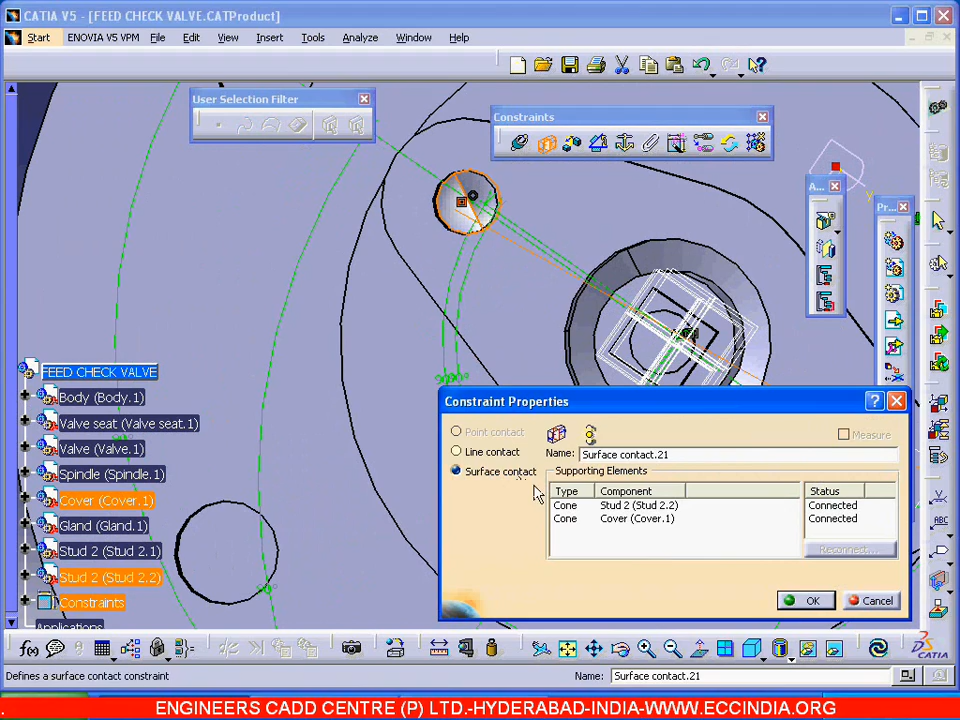 CATIA V5 - [FEED CHECK VALVE.CATProduct]
Start ENOVIA V5 VPM File Edit View Insert Tools Analyze Window Help
User Selection Filter
Constraints
A...
Pr...
FEED CHECK VALVE
Body (Body.1)
Valve seat (Valve seat.1)
Valve (Valve.1)
Spindle (Spindle.1)
Cover (Cover.1)
Gland (Gland.1)
Stud 2 (Stud 2.1)
Stud 2 (Stud 2.2)
Constraints
Applications
Constraint Properties
Point contact
Line contact
Surface contact
Measure
Name: Surface contact.21
Supporting Elements
Type Component Status
Cone Stud 2 (Stud 2.2) Connected
Cone Cover (Cover.1) Connected
Reconnect...
OK Cancel
Defines a surface contact constraint Name: Surface contact.21
ENGINEERS CADD CENTRE (P) LTD.-HYDERABAD-INDIA-WWW.ECCINDIA.ORG